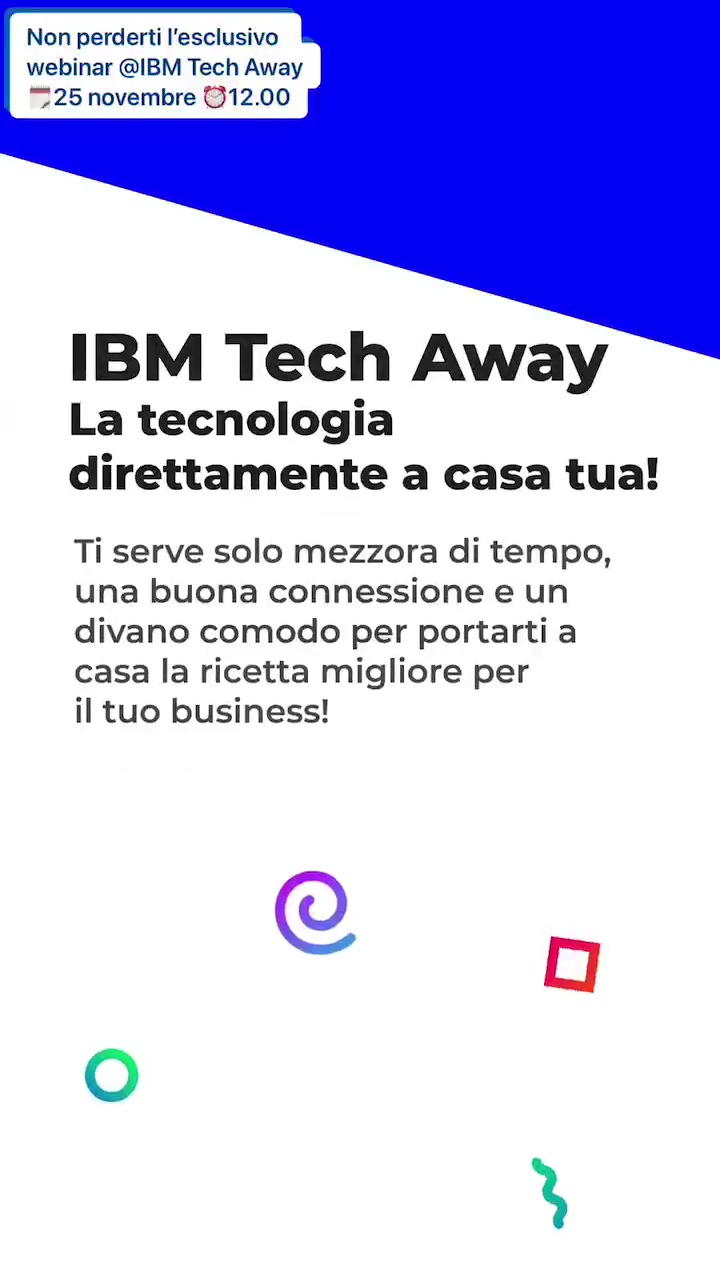 Non perderti l’esclusivo
webinar @IBM Tech Away
🗓️25 novembre ⏰12.00
IBM Tech Away
La tecnologia
direttamente a casa tua!
Ti serve solo mezzora di tempo,
una buona connessione e un
divano comodo per portarti a
casa la ricetta migliore per
il tuo business!